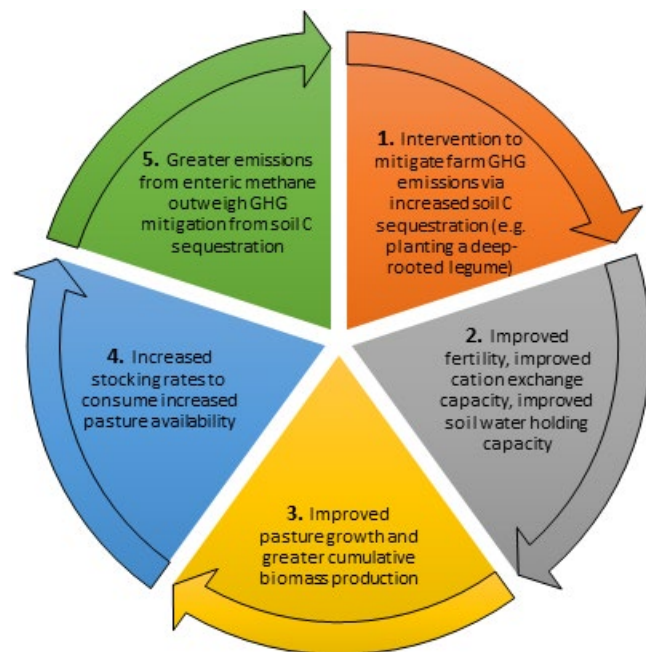 1. Intervention to
mitigate farm GHG
emissions via
increased soil C
sequestration (e.g.
planting a deep-
rooted legume)
2. Improved
fertility, improved
cation exchange
capacity, improved
soil water holding
capacity
3. Improved
pasture growth and
greater cumulative
biomass production
4. Increased
stocking rates to
consume increased
pasture availability
5. Greater emissions
from enteric methane
outweigh GHG
mitigation from soil C
sequestration